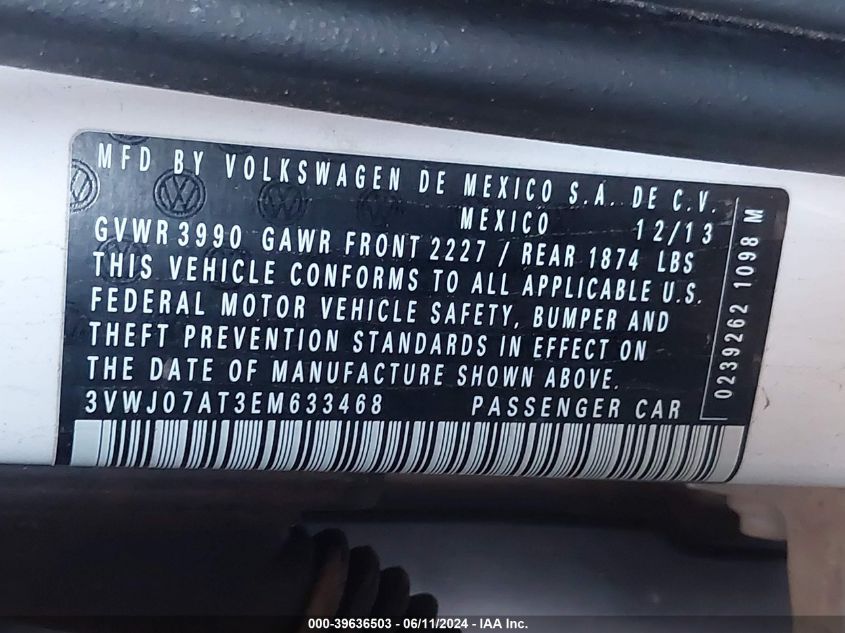 MFD BY VOLKSWAGEN DE MEXICO S.A. DE C.V.
MEXICO 12/13
GVWR 3990 GAWR FRONT 2227 / REAR 1874 LBS
THIS VEHICLE CONFORMS TO ALL APPLICABLE U.S.
FEDERAL MOTOR VEHICLE SAFETY, BUMPER AND
THEFT PREVENTION STANDARDS IN EFFECT ON
THE DATE OF MANUFACTURE SHOWN ABOVE.
3VWJ07AT3EM633468 PASSENGER CAR
0239262 1098 M
000-39636503 - 06/11/2024 - IAA Inc.